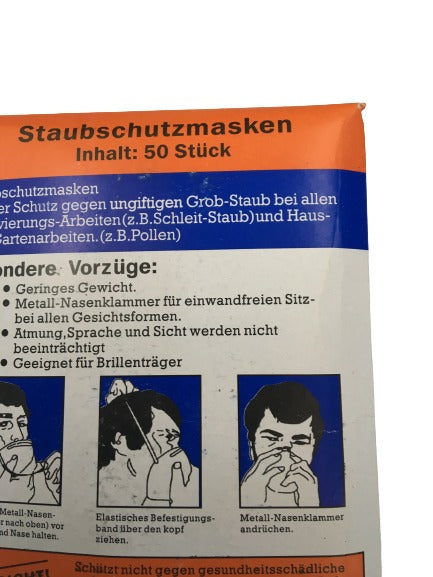 Staubschutzmasken
Inhalt: 50 Stück
schutzmasken
er Schutz gegen ungiftigen Grob-Staub bei allen
vierungs-Arbeiten(z.B.Schleit-Staub)und Haus-
artenarbeiten.(z.B.Pollen)
ondere Vorzüge:
● Geringes Gewicht.
● Metall-Nasenklammer für einwandfreien Sitz-
bei allen Gesichtsformen.
● Atmung,Sprache und Sicht werden nicht
beeinträchtigt
● Geeignet für Brillenträger
Metall-Nasen-
r nach oben) vor
nd Nase halten.
Elastisches Befestigungs-
band über den kopf
ziehen.
Metall-Nasenklammer
andrüchen.
Schützt nicht gegen gesundheitsschädliche